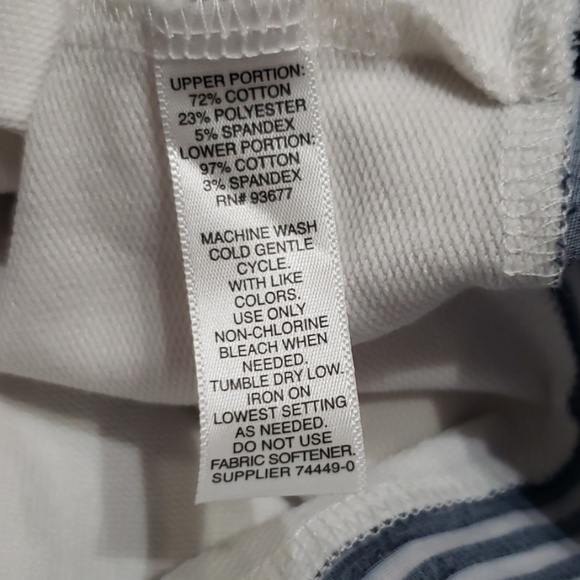 UPPER PORTION:
72% COTTON
23% POLYESTER
5% SPANDEX
LOWER PORTION:
97% COTTON
3% SPANDEX
RN# 93677
MACHINE WASH
COLD GENTLE
CYCLE.
WITH LIKE
COLORS.
USE ONLY
NON-CHLORINE
BLEACH WHEN
NEEDED.
TUMBLE DRY LOW.
IRON ON
LOWEST SETTING
AS NEEDED.
DO NOT USE
FABRIC SOFTENER.
SUPPLIER 74449-0